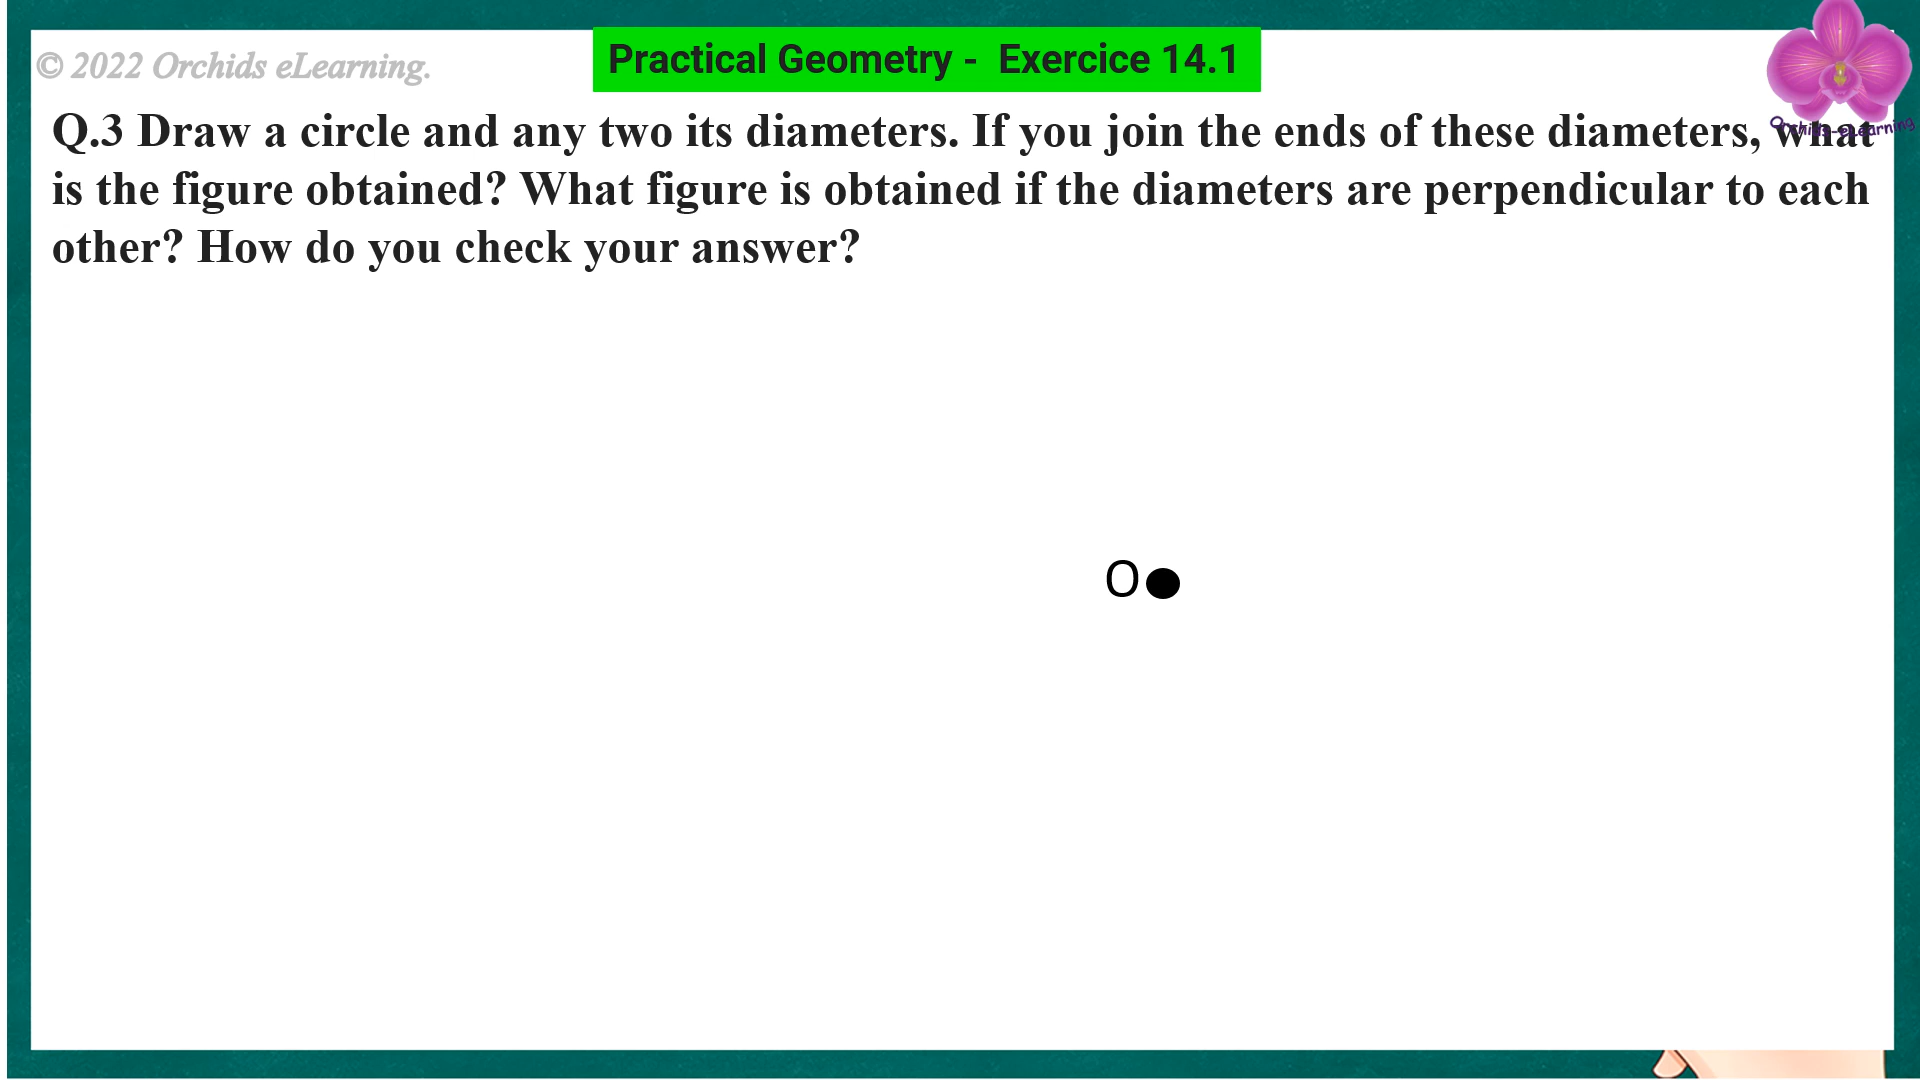 © 2022 Orchids eLearning.
Practical Geometry - Exercice 14.1
Orchids-eLearning
Q.3 Draw a circle and any two its diameters. If you join the ends of these diameters, what
is the figure obtained? What figure is obtained if the diameters are perpendicular to each
other? How do you check your answer?
O